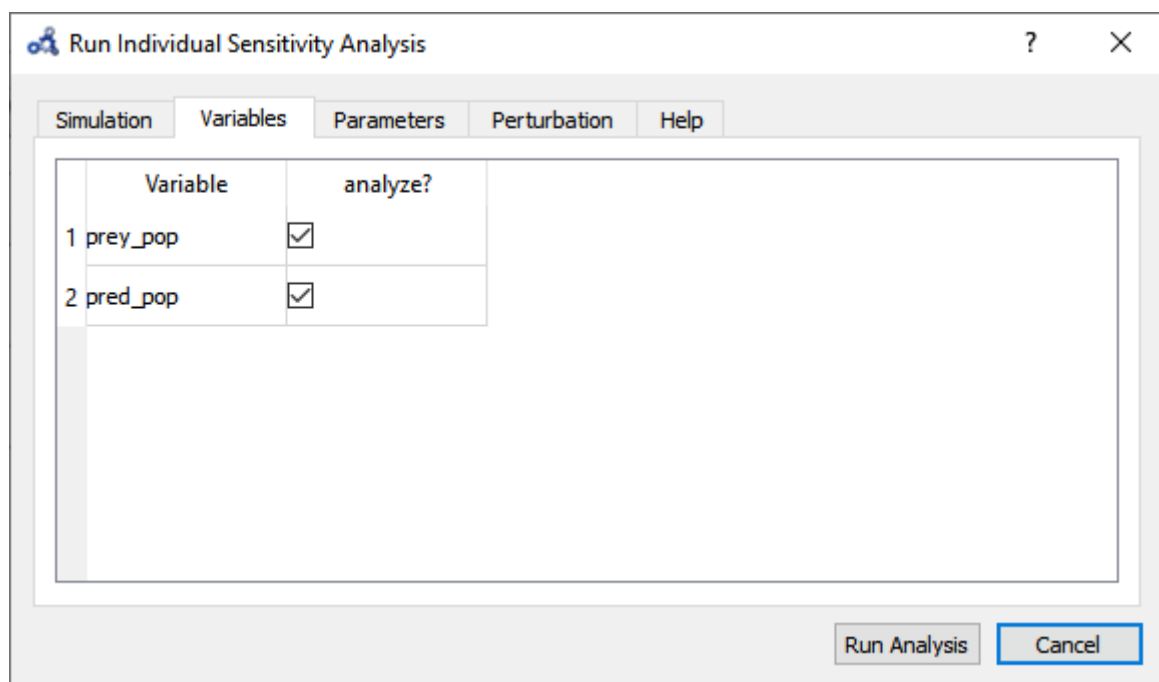 Run Individual Sensitivity Analysis ?
Simulation Variables Parameters Perturbation Help
Variable analyze?
1 prey_pop
2 pred_pop
Run Analysis Cancel